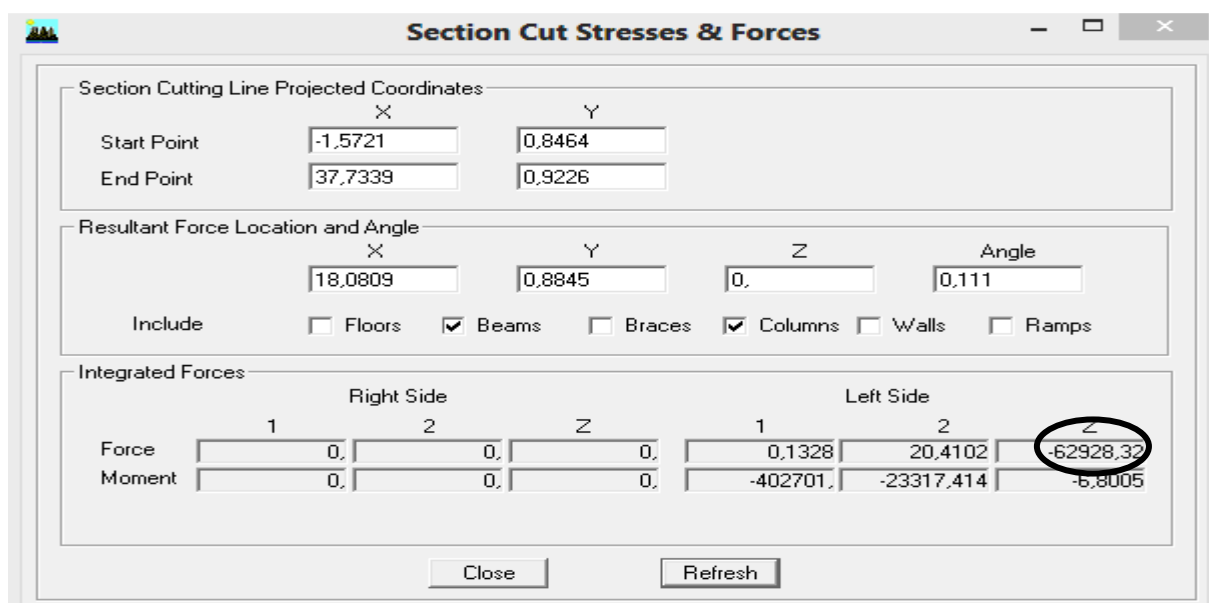 Section Cut Stresses & Forces
Section Cutting Line Projected Coordinates
X Y
Start Point -1,5721 0,8464
End Point 37,7339 0,9226
Resultant Force Location and Angle
X Y Z Angle
18,0809 0,8845 0, 0,111
Include Floors Beams Braces Columns Walls Ramps
Integrated Forces
Right Side Left Side
1 2 Z 1 2 Z
Force 0, 0, 0, 0,1328 20,4102 -62928,32
Moment 0, 0, 0, -402701, -23317,414 -6,8005
Close Refresh